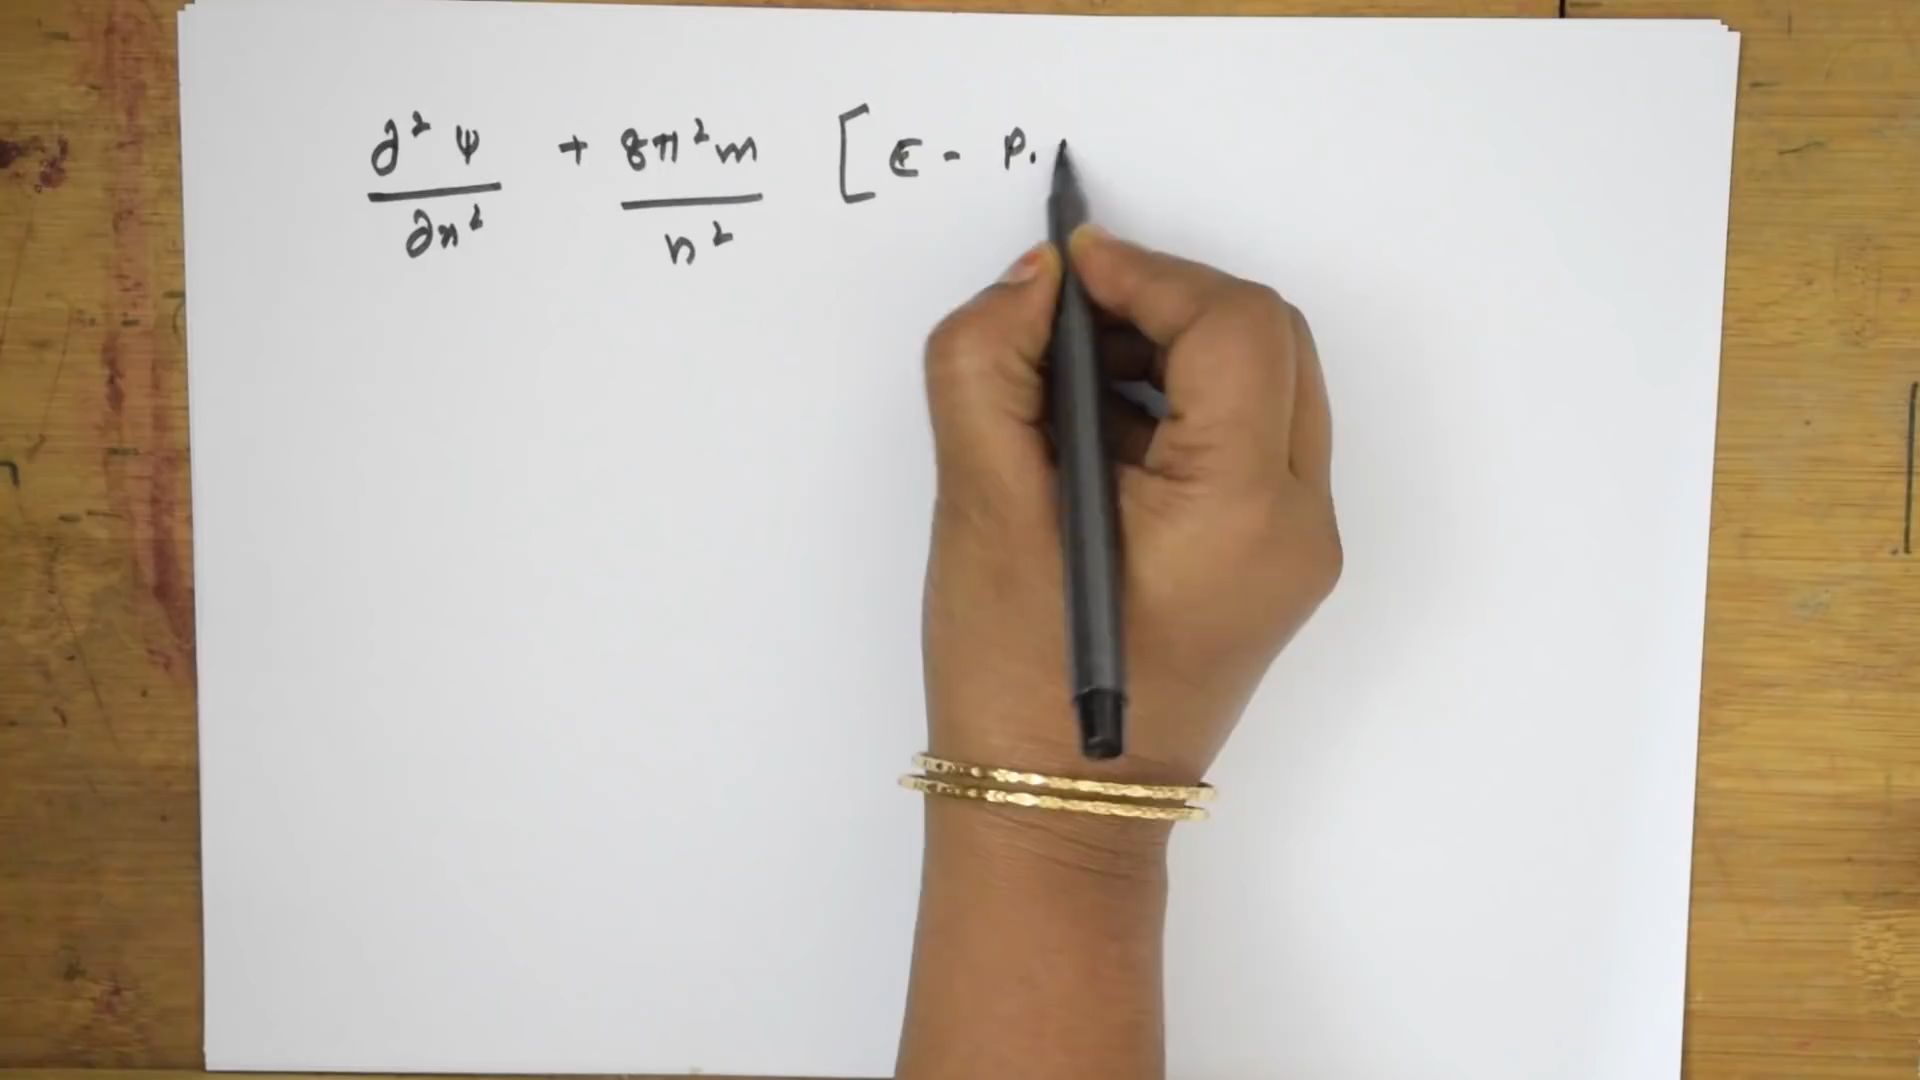 ∂²ψ/∂x² + 8π²m/h² [E - P.